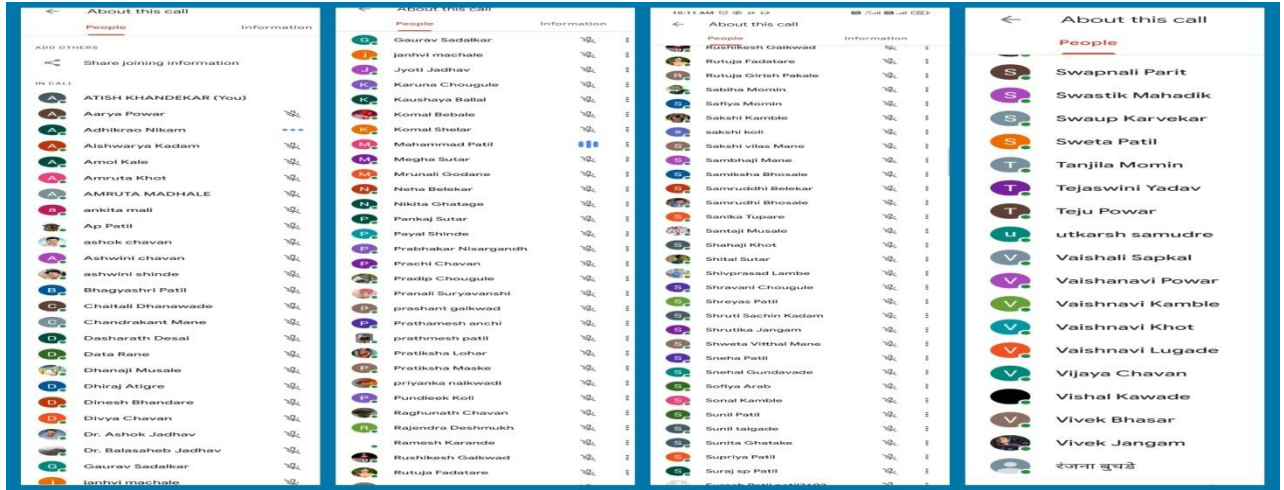 About this call
People
Information
ADD OTHERS
Share joining information
IN CALL
ATISH KHANDEKAR (You)
Aarya Powar
Adhikrao Nikam
Aishwarya Kadam
Amol Kale
Amruta Khot
AMRUTA MADHALE
ankita mali
Ap Patil
ashok chavan
Ashwini chavan
ashwini shinde
Bhagyashri Patil
Chaitali Dhanawade
Chandrakant Mane
Dasharath Desai
Data Rane
Dhanaji Musale
Dhiraj Atigre
Dinesh Bhandare
Divya Chavan
Dr. Ashok Jadhav
Dr. Balasaheb Jadhav
Gaurav Sadalkar
janhvi machale
About this call
People
Information
Gaurav Sadalkar
janhvi machale
Jyoti Jadhav
Karuna Chougule
Kaushaya Ballal
Komal Bebale
Komal Shelar
Mahammad Patil
Megha Sutar
Mrunali Godane
Neha Belekar
Nikita Ghatage
Pankaj Sutar
Payal Shinde
Prabhakar Nisargandh
Prachi Chavan
Pradip Chougule
Pranali Suryavanshi
prashant gaikwad
Prathamesh anchi
prathmesh patil
Pratiksha Lohar
Pratiksha Maske
priyanka naikwadi
Pundleek Koli
Raghunath Chavan
Rajendra Deshmukh
Ramesh Karande
Rushikesh Gaikwad
Rutuja Fadatare
10:11 AM
About this call
People
Information
Rushikesh Gaikwad
Rutuja Fadatare
Rutuja Girish Pakale
Sabiha Momin
Safiya Momin
Sakshi Kamble
sakshi koli
Sakshi vilas Mane
Sambhaji Mane
Samiksha Bhosale
Samruddhi Belekar
Samrudhi Bhosale
Sanika Tupare
Santaji Musale
Shahaji Khot
Shital Sutar
Shivprasad Lambe
Shravani Chougule
Shreyas Patil
Shruti Sachin Kadam
Shrutika Jangam
Shweta Vitthal Mane
Sneha Patil
Snehal Gundavade
Sofiya Arab
Sonal Kamble
Sunil Patil
Sunil taigade
Sunita Ghatake
Supriya Patil
Suraj sp Patil
About this call
People
Swapnali Parit
Swastik Mahadik
Swaup Karvekar
Sweta Patil
Tanjila Momin
Tejaswini Yadav
Teju Powar
utkarsh samudre
Vaishali Sapkal
Vaishanavi Powar
Vaishnavi Kamble
Vaishnavi Khot
Vaishnavi Lugade
Vijaya Chavan
Vishal Kawade
Vivek Bhasar
Vivek Jangam
रंजना बुचडे